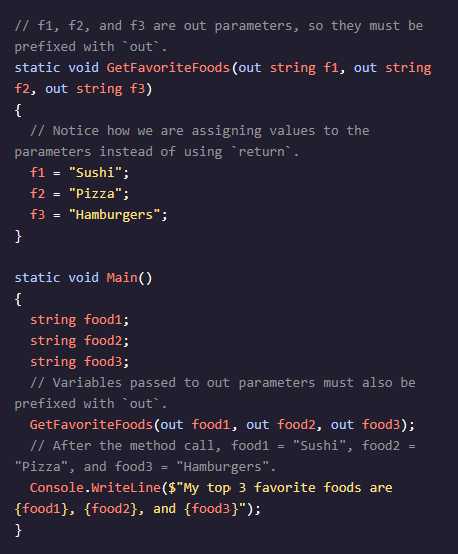 // f1, f2, and f3 are out parameters, so they must be
prefixed with `out`.
static void GetFavoriteFoods(out string f1, out string
f2, out string f3)
{
  // Notice how we are assigning values to the
parameters instead of using `return`.
  f1 = "Sushi";
  f2 = "Pizza";
  f3 = "Hamburgers";
}

static void Main()
{
  string food1;
  string food2;
  string food3;
  // Variables passed to out parameters must also be
prefixed with `out`.
  GetFavoriteFoods(out food1, out food2, out food3);
  // After the method call, food1 = "Sushi", food2 =
"Pizza", and food3 = "Hamburgers".
  Console.WriteLine($"My top 3 favorite foods are
{food1}, {food2}, and {food3}");
}